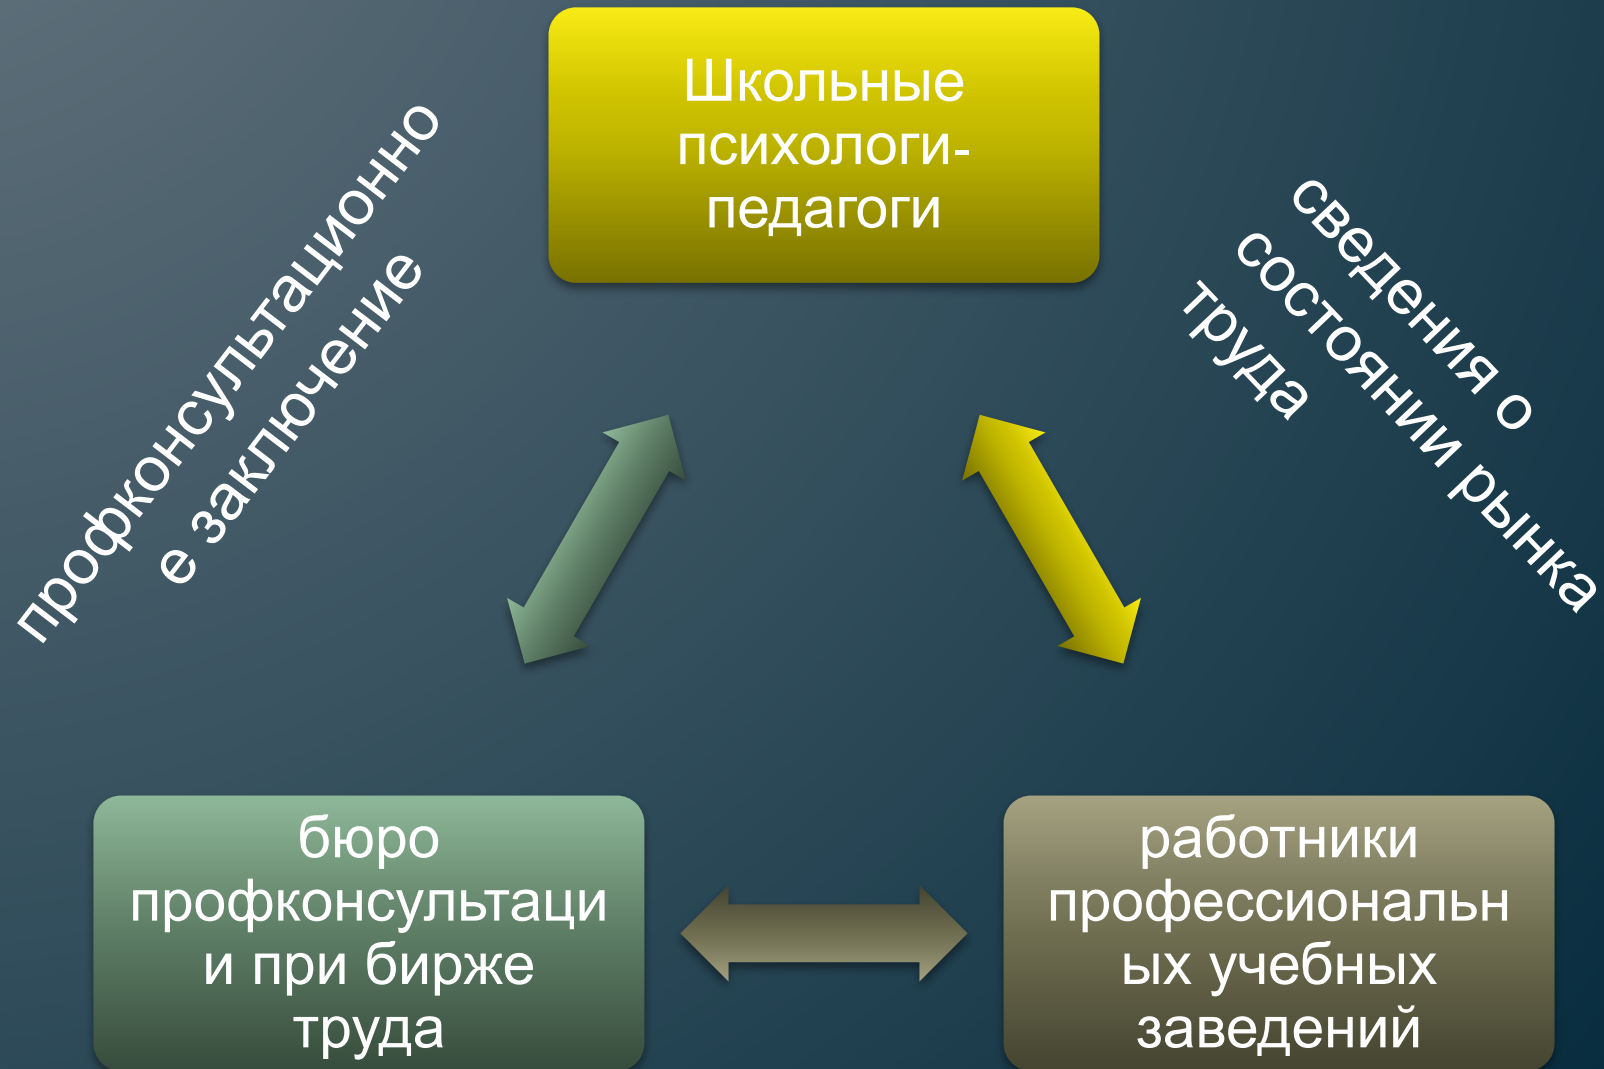 Школьные
психологи-
педагоги
профконсультационно
е заключение
сведения о
состоянии рынка
труда
бюро
профконсультаци
и при бирже
труда
работники
профессиональн
ых учебных
заведений